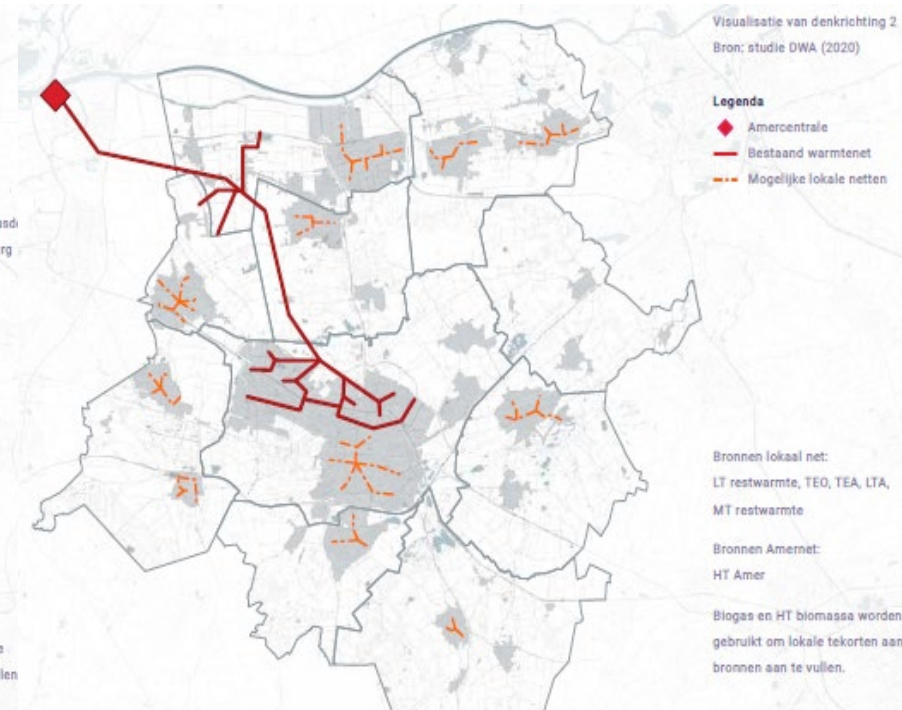 Visualisatie van denkrichting 2
Bron: studie DWA (2020)
Legenda
Amercentrale
Bestaand warmtenet
Mogelijke lokale netten
rg
Bronnen lokaal net:
LT restwarmte, TEO, TEA, LTA,
MT restwarmte
Bronnen Amernet:
HT Amer
Biogas en HT biomassa worden
gebruikt om lokale tekorten aan
bronnen aan te vullen.
e
len